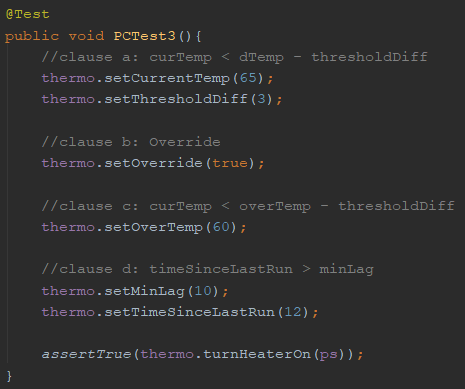 @Test
public void PCTest3(){
//clause a: curTemp < dTemp - thresholdDiff
thermo.setCurrentTemp(65);
thermo.setThresholdDiff(3);
//clause b: Override
thermo.setOverride(true);
//clause c: curTemp < overTemp - thresholdDiff
thermo.setOverTemp(60);
//clause d: timeSinceLastRun > minLag
thermo.setMinLag(10);
thermo.setTimeSinceLastRun(12);
assertTrue(thermo.turnHeaterOn(ps));
}